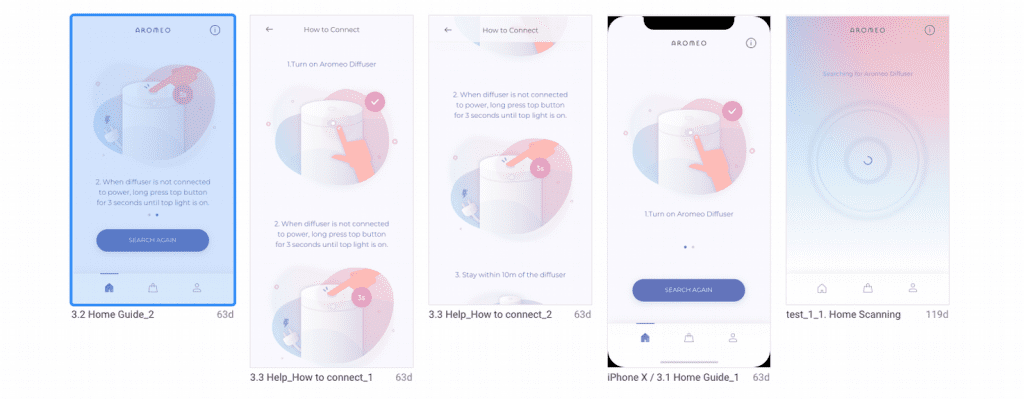 AROMEO
3s
2. When diffuser is not connected
to power, long press top button
for 3 seconds until top light is on.
SEARCH AGAIN
3.2 Home Guide_2
63d
How to Connect
1.Turn on Aromeo Diffuser
2. When diffuser is not connected
to power, long press top button
for 3 seconds until top light is on.
3s
3.3 Help_How to connect_1
63d
How to Connect
2. When diffuser is not connected
to power, long press top button
for 3 seconds until top light is on.
3s
3. Stay within 10m of the diffuser
3.3 Help_How to connect_2
63d
AROMEO
1.Turn on Aromeo Diffuser
SEARCH AGAIN
iPhone X / 3.1 Home Guide_1
63d
AROMEO
Searching for Aromeo Diffuser
test_1_1. Home Scanning
119d